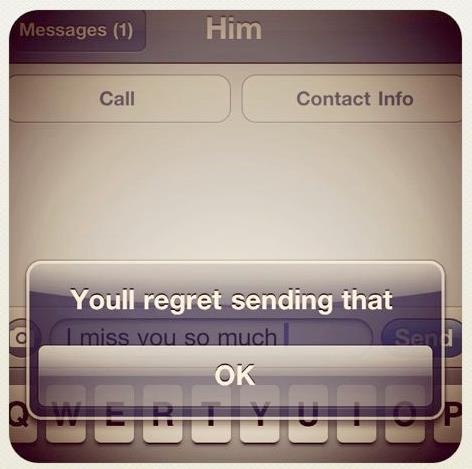 Messages (1)
Him
Call
Contact Info
Youll regret sending that
I miss you so much
Send
OK
Q W E R T Y U I O P